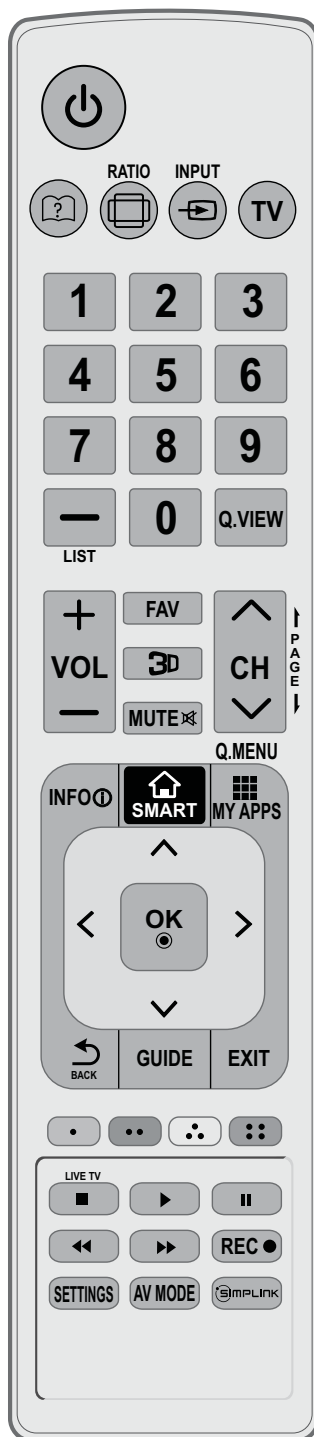 RATIO INPUT
? TV
1 2 3
4 5 6
7 8 9
— 0 Q.VIEW
LIST
+ FAV
VOL 3D CH PAGE
— MUTE
Q.MENU
INFO SMART MY APPS
OK
BACK GUIDE EXIT
LIVE TV
REC
SETTINGS AV MODE SIMPLINK